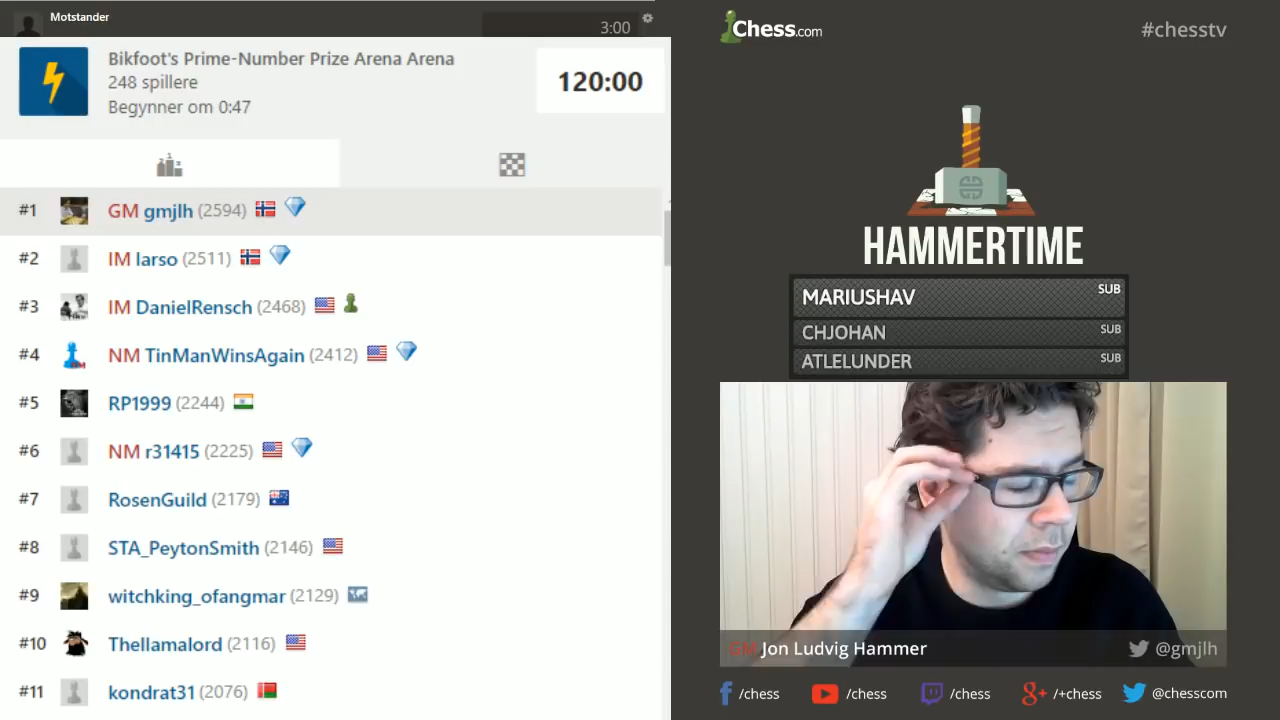 Motstander
3:00
Bikfoot's Prime-Number Prize Arena Arena
248 spillere
Begynner om 0:47
120:00
#1 GM gmjlh (2594)
#2 IM larso (2511)
#3 IM DanielRensch (2468)
#4 NM TinManWinsAgain (2412)
#5 RP1999 (2244)
#6 NM r31415 (2225)
#7 RosenGuild (2179)
#8 STA_PeytonSmith (2146)
#9 witchking_ofangmar (2129)
#10 Thellamalord (2116)
#11 kondrat31 (2076)
Chess.com
#chesstv
HAMMERTIME
MARIUSHAV SUB
CHJOHAN SUB
ATLELUNDER SUB
GM Jon Ludvig Hammer
@gmjlh
/chess /chess /chess /+chess @chesscom